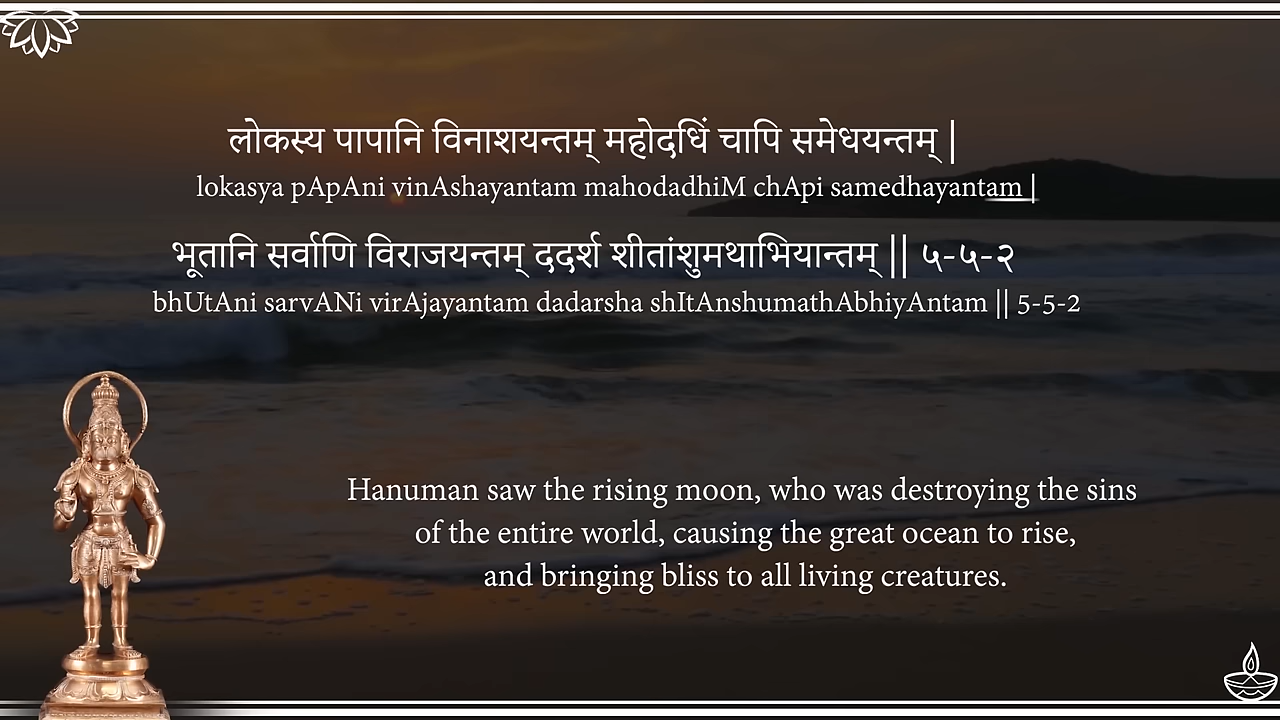 लोकस्य पापानि विनाशयन्तम् महोदधिं चापि समेधयन्तम् |
lokasya pApAni vinAshayantam mahodadhiM chApi samedhayantam |
भूतानि सर्वाणि विराजयन्तम् ददर्श शीतांशुमथाभियान्तम् || ५-५-२
bhUtAni sarvANi virAjayantam dadarsha shItAnshumathAbhiyAntam || 5-5-2
Hanuman saw the rising moon, who was destroying the sins
of the entire world, causing the great ocean to rise,
and bringing bliss to all living creatures.